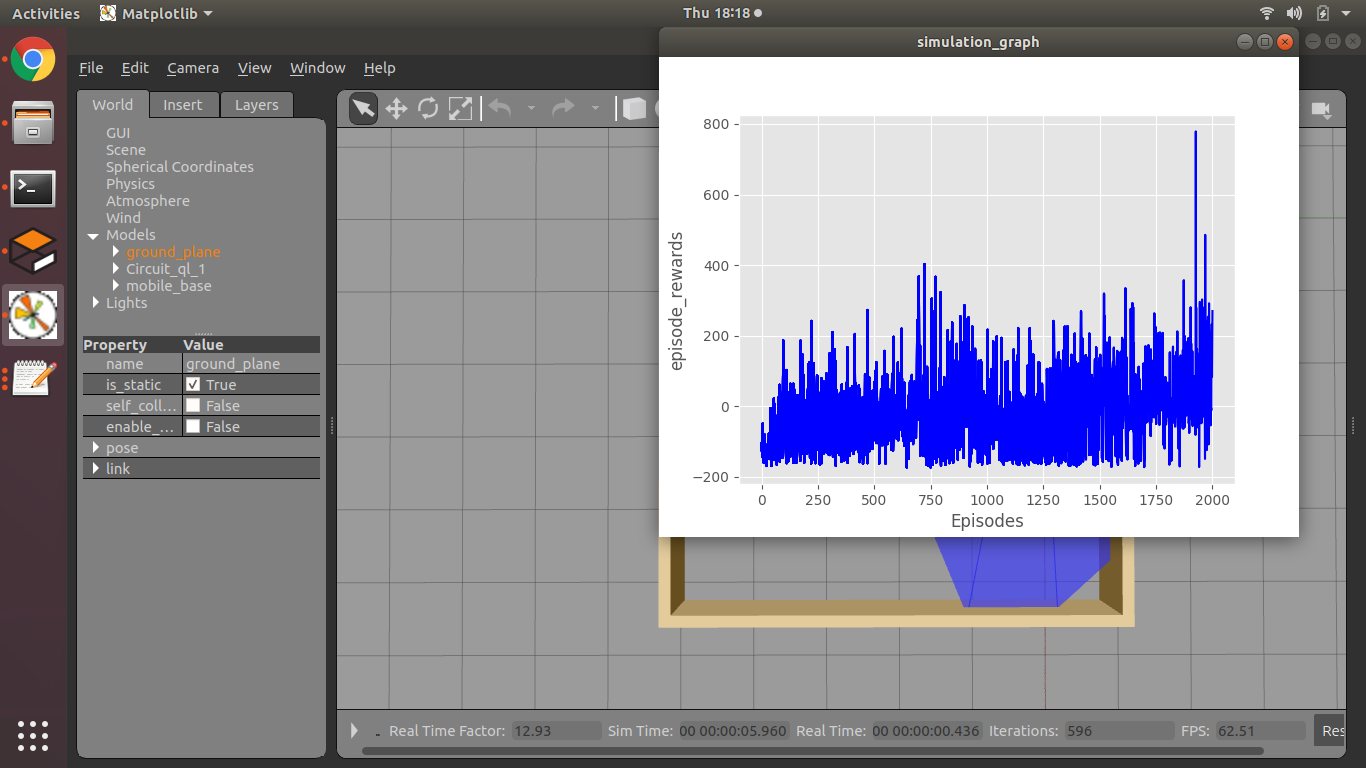 Activities Matplotlib Thu 18:18
simulation_graph
File Edit Camera View Window Help
World Insert Layers
GUI
Scene
Spherical Coordinates
Physics
Atmosphere
Wind
Models
ground_plane
Circuit_ql_1
mobile_base
Lights
Property Value
name ground_plane
is_static True
self_coll... False
enable_... False
pose
link
800
600
400
200
0
−200
episode_rewards
0 250 500 750 1000 1250 1500 1750 2000
Episodes
Real Time Factor: 12.93 Sim Time: 00 00:00:05.960 Real Time: 00 00:00:00.436 Iterations: 596 FPS: 62.51 Res